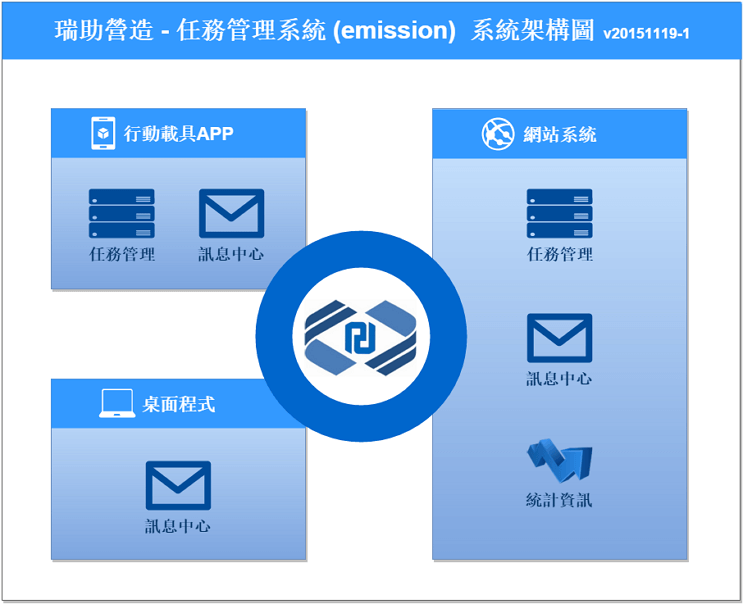 瑞助營造 - 任務管理系統 (emission) 系統架構圖 v20151119-1
行動載具APP
任務管理
訊息中心
桌面程式
訊息中心
網站系統
任務管理
訊息中心
統計資訊